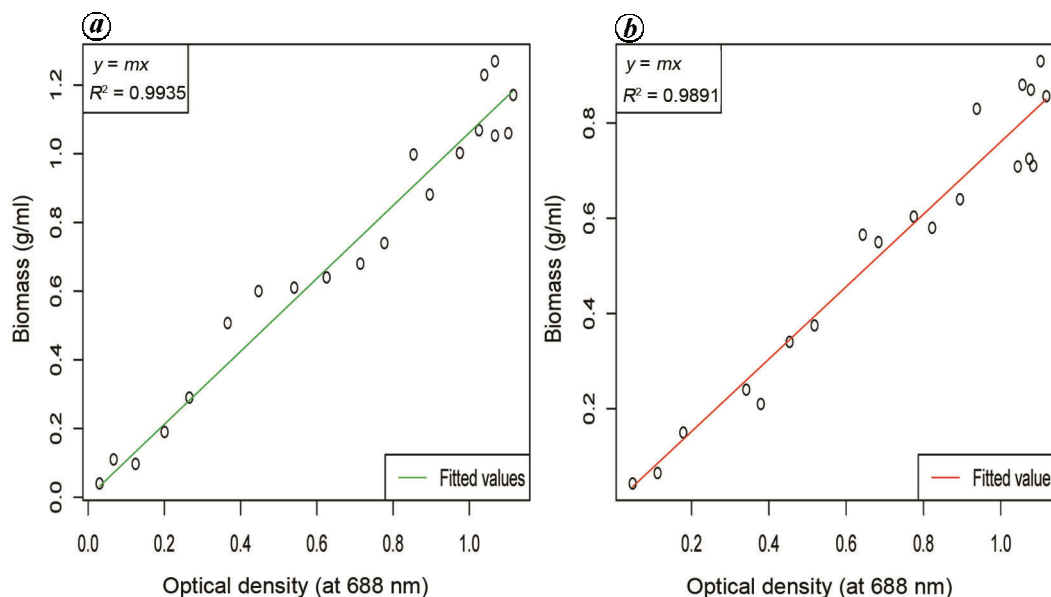 a
y = mx
R² = 0.9935
Biomass (g/ml)
1.2
1.0
0.8
0.6
0.4
0.2
0.0
Fitted values
0.0 0.2 0.4 0.6 0.8 1.0
Optical density (at 688 nm)
b
y = mx
R² = 0.9891
Biomass (g/ml)
0.8
0.6
0.4
0.2
Fitted values
0.2 0.4 0.6 0.8 1.0
Optical density (at 688 nm)